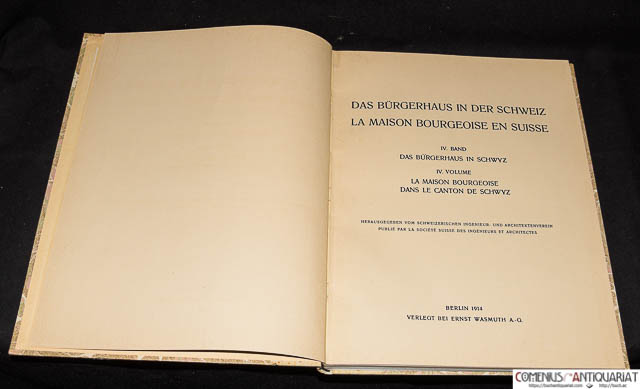 DAS BÜRGERHAUS IN DER SCHWEIZ
LA MAISON BOURGEOISE EN SUISSE
IV. BAND
DAS BÜRGERHAUS IN SCHWYZ
IV. VOLUME
LA MAISON BOURGEOISE
DANS LE CANTON DE SCHWYZ
HERAUSGEGEBEN VOM SCHWEIZERISCHEN INGENIEUR- UND ARCHITEKTENVEREIN
PUBLIÉ PAR LA SOCIÉTÉ SUISSE DES INGÉNIEURS ET ARCHITECTES
BERLIN 1914
VERLEGT BEI ERNST WASMUTH A.-G.
COMENIUS ANTIQUARIAT